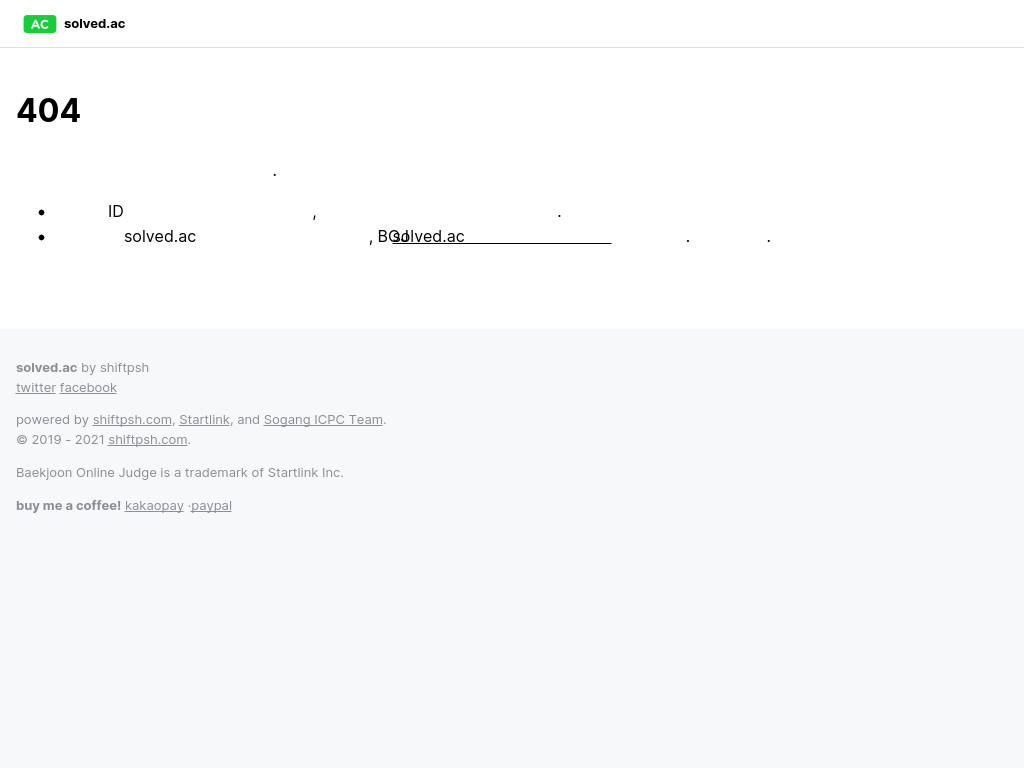 AC solved.ac
404
.
• ID , .
• solved.ac , BOJ solved.ac . .
solved.ac by shiftpsh
twitter facebook
powered by shiftpsh.com, Startlink, and Sogang ICPC Team.
© 2019 - 2021 shiftpsh.com.
Baekjoon Online Judge is a trademark of Startlink Inc.
buy me a coffee! kakaopay ·paypal